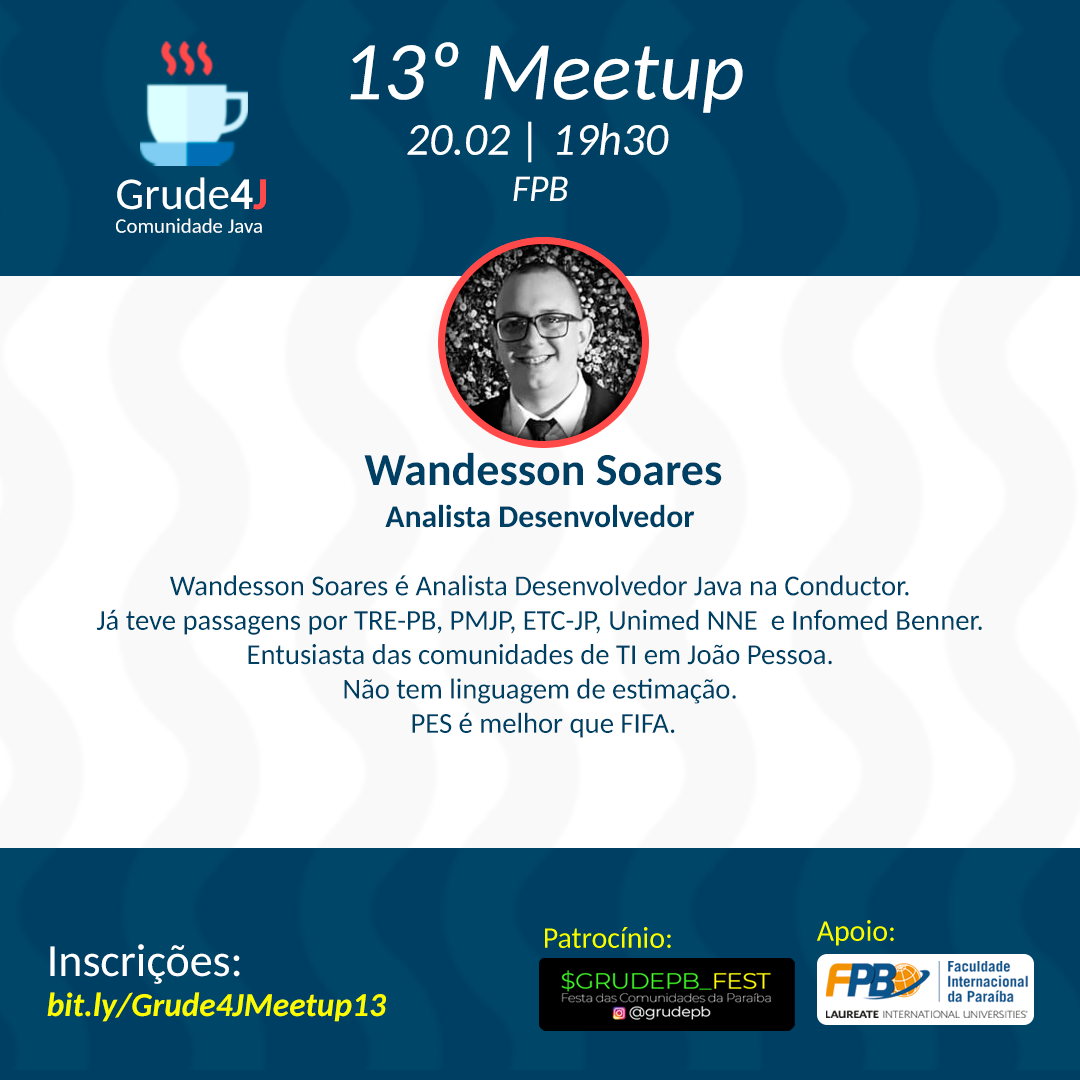 13º Meetup
20.02 | 19h30
FPB
Grude4J
Comunidade Java
Wandesson Soares
Analista Desenvolvedor
Wandesson Soares é Analista Desenvolvedor Java na Conductor.
Já teve passagens por TRE-PB, PMJP, ETC-JP, Unimed NNE e Infomed Benner.
Entusiasta das comunidades de TI em João Pessoa.
Não tem linguagem de estimação.
PES é melhor que FIFA.
Inscrições:
bit.ly/Grude4JMeetup13
Patrocínio:
$GRUDEPB_FEST
Festa das Comunidades da Paraíba
@grudepb
Apoio:
FPB
Faculdade
Internacional
da Paraíba
LAUREATE INTERNATIONAL UNIVERSITIES®